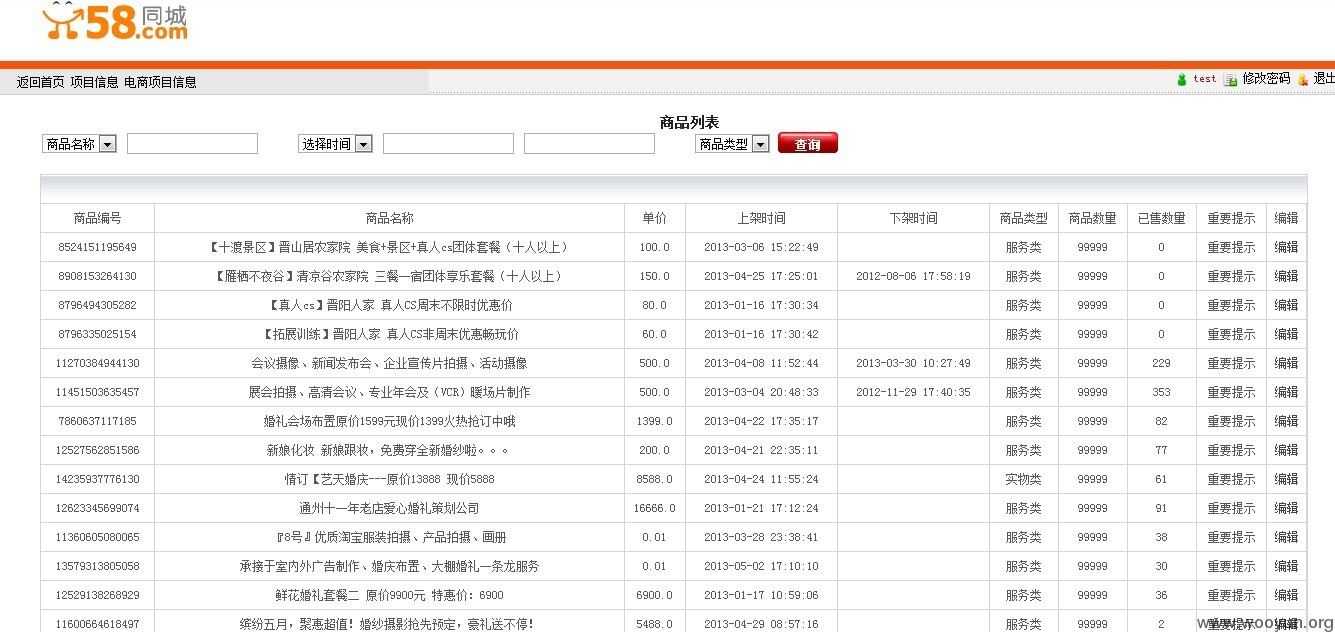 58同城.com
返回首页 项目信息 电商项目信息 test 修改密码 退出
商品列表
商品名称 选择时间 商品类型 查询
商品编号 商品名称 单价 上架时间 下架时间 商品类型 商品数量 已售数量 重要提示 编辑
8524151195649 【十渡景区】晋山居农家院 美食+景区+真人cs团体套餐（十人以上） 100.0 2013-03-06 15:22:49 服务类 99999 0 重要提示 编辑
8908153264130 【雁栖不夜谷】清凉谷农家院 三餐一宿团体享乐套餐（十人以上） 150.0 2013-04-25 17:25:01 2012-08-06 17:58:19 服务类 99999 0 重要提示 编辑
8796494305282 【真人cs】晋阳人家 真人CS周末不限时优惠价 80.0 2013-01-16 17:30:34 服务类 99999 0 重要提示 编辑
8796335025154 【拓展训练】晋阳人家 真人CS非周末优惠畅玩价 60.0 2013-01-16 17:30:42 服务类 99999 0 重要提示 编辑
11270384944130 会议摄像、新闻发布会、企业宣传片拍摄、活动摄像 500.0 2013-04-08 11:52:44 2013-03-30 10:27:49 服务类 99999 229 重要提示 编辑
11451503635457 展会拍摄、高清会议、专业年会及（VCR）暖场片制作 500.0 2013-03-04 20:48:33 2012-11-29 17:40:35 服务类 99999 353 重要提示 编辑
7860637117185 婚礼会场布置原价1599元现价1399火热抢订中哦 1399.0 2013-04-22 17:35:17 服务类 99999 82 重要提示 编辑
12527562851586 新娘化妆 新娘跟妆，免费穿全新婚纱啦。。。 200.0 2013-04-21 22:35:11 服务类 99999 77 重要提示 编辑
14235937776130 情订【艺天婚庆---原价13888 现价5888 8588.0 2013-04-24 11:55:24 实物类 99999 61 重要提示 编辑
12623345699074 通州十一年老店爱心婚礼策划公司 16666.0 2013-01-21 17:12:24 服务类 99999 91 重要提示 编辑
11360605080065 『8号』优质淘宝服装拍摄、产品拍摄、画册 0.01 2013-03-28 23:38:41 服务类 99999 38 重要提示 编辑
13579313805058 承接于室内外广告制作、婚庆布置、大棚婚礼一条龙服务 0.01 2013-05-02 17:10:10 服务类 99999 30 重要提示 编辑
12529138268929 鲜花婚礼套餐二 原价9900元 特惠价：6900 6900.0 2013-01-17 10:59:06 服务类 99999 36 重要提示 编辑
11600664618497 缤纷五月，聚惠超值！婚纱摄影抢先预定，豪礼送不停！ 5488.0 2013-04-29 08:57:16 服务类 99999 2 重要提示 编辑
www.wooyun.org